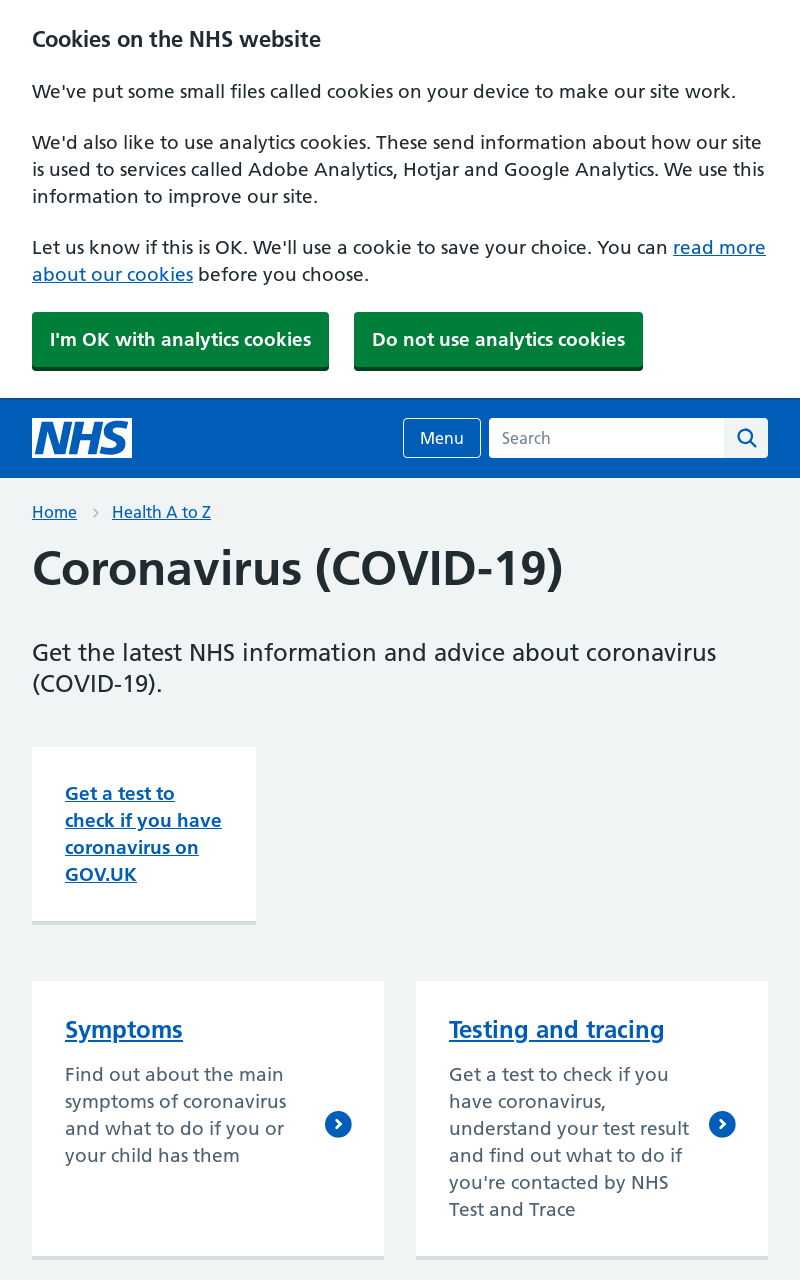 Cookies on the NHS website
We've put some small files called cookies on your device to make our site work.
We'd also like to use analytics cookies. These send information about how our site
is used to services called Adobe Analytics, Hotjar and Google Analytics. We use this
information to improve our site.
Let us know if this is OK. We'll use a cookie to save your choice. You can read more
about our cookies before you choose.
I'm OK with analytics cookies
Do not use analytics cookies
NHS
Menu
Search
Home
Health A to Z
Coronavirus (COVID-19)
Get the latest NHS information and advice about coronavirus
(COVID-19).
Get a test to
check if you have
coronavirus on
GOV.UK
Symptoms
Find out about the main
symptoms of coronavirus
and what to do if you or
your child has them
Testing and tracing
Get a test to check if you
have coronavirus,
understand your test result
and find out what to do if
you're contacted by NHS
Test and Trace